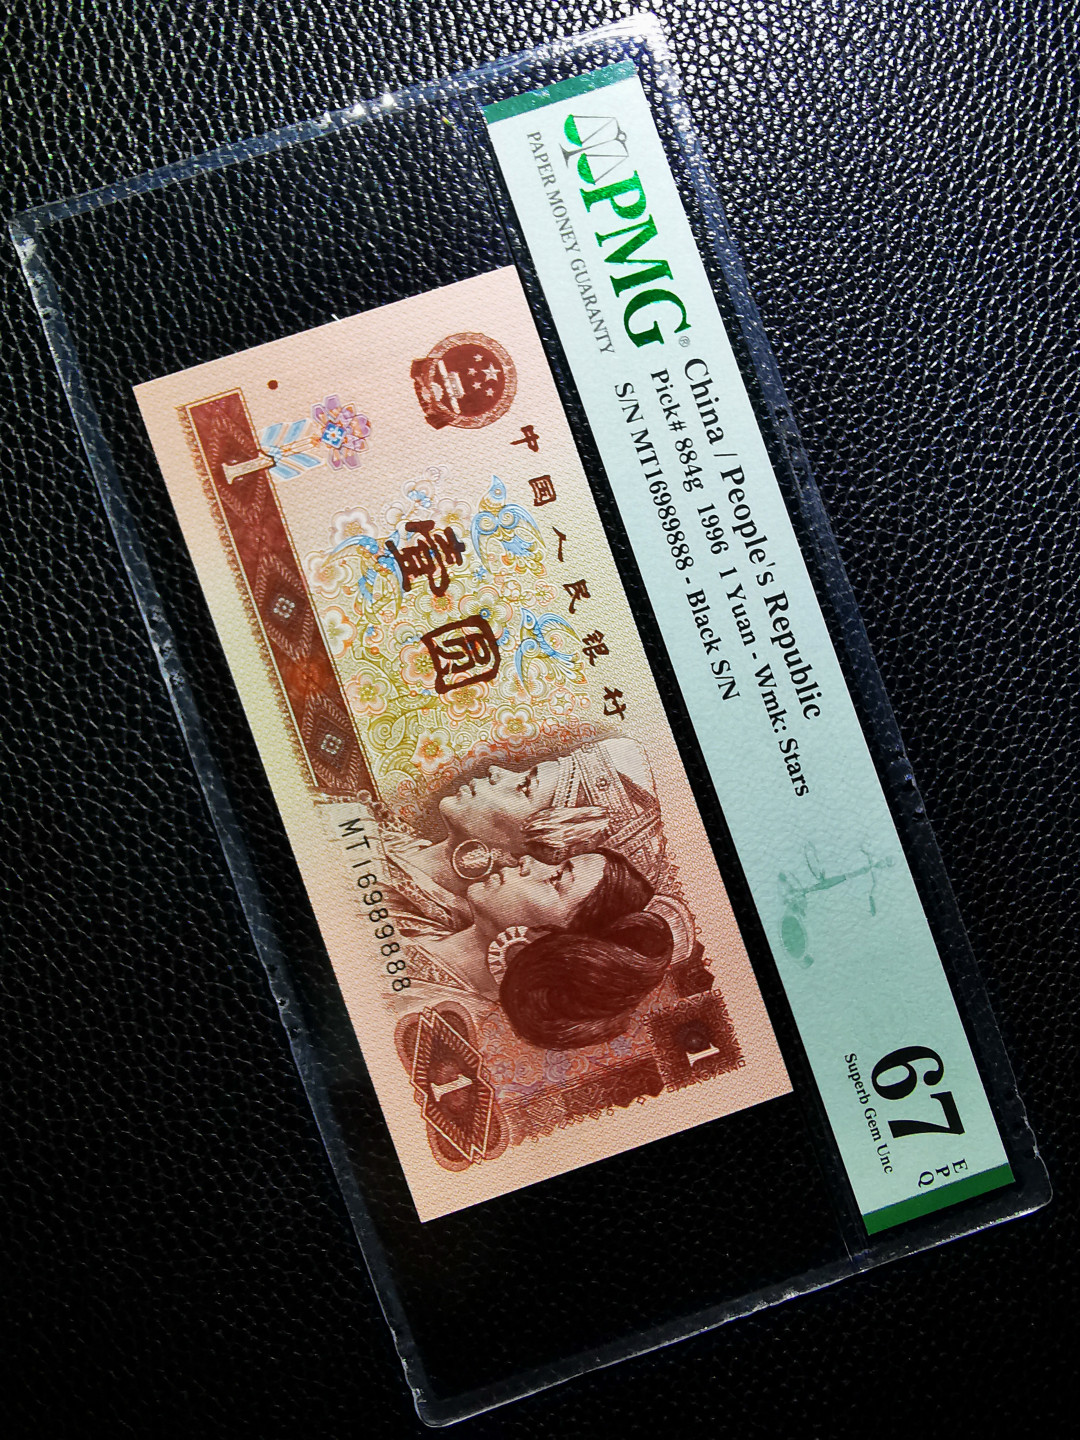 PMG®
PAPER MONEY GUARANTY
China / People's Republic
Pick# 884g 1996 1 Yuan - Wmk: Stars
S/N MT16989888 - Black S/N
67
EPQ
Superb Gem Unc
中国人民银行
壹圆
1
MT16989888
1
1